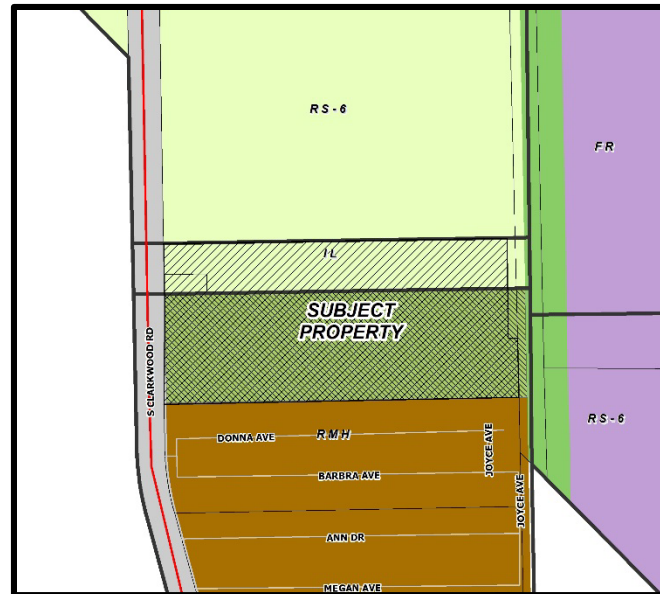 RS-6
FR
IL
SUBJECT
PROPERTY
S CLARKWOOD RD
RS-6
DONNA AVE
RMH
JOYCE AVE
BARBRA AVE
JOYCE AVE
ANN DR
MEGAN AVE